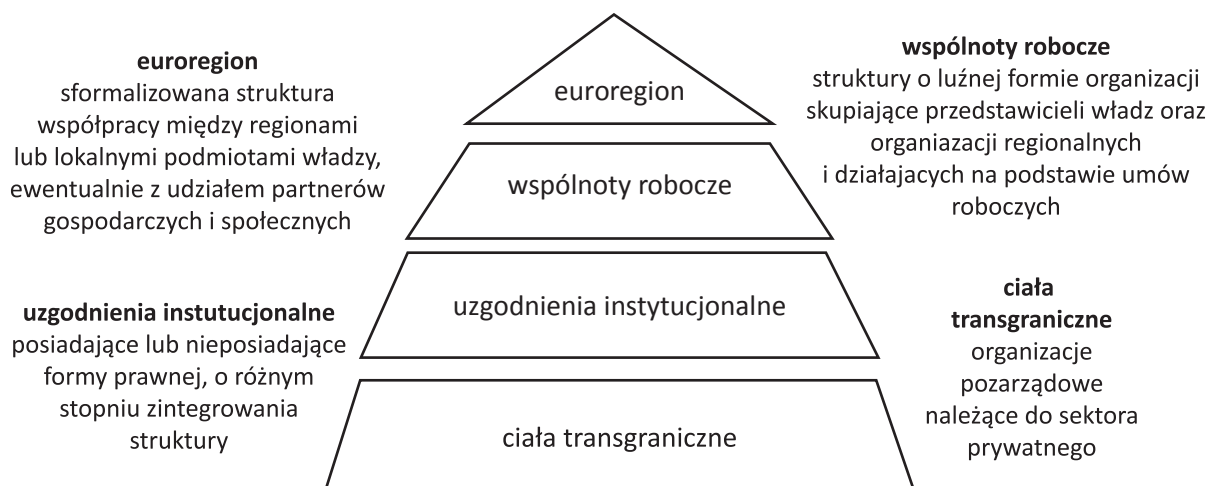 euroregion
sformalizowana struktura
współpracy między regionami
lub lokalnymi podmiotami władzy,
ewentualnie z udziałem partnerów
gospodarczych i społecznych
euroregion
wspólnoty robocze
struktury o luźnej formie organizacji
skupiające przedstawicieli władz oraz
organiazacji regionalnych
i działajacych na podstawie umów
roboczych
wspólnoty robocze
uzgodnienia instutucjonalne
posiadające lub nieposiadające
formy prawnej, o różnym
stopniu zintegrowania
struktury
uzgodnienia instytucjonalne
ciała
transgraniczne
organizacje
pozarządowe
należące do sektora
prywatnego
ciała transgraniczne